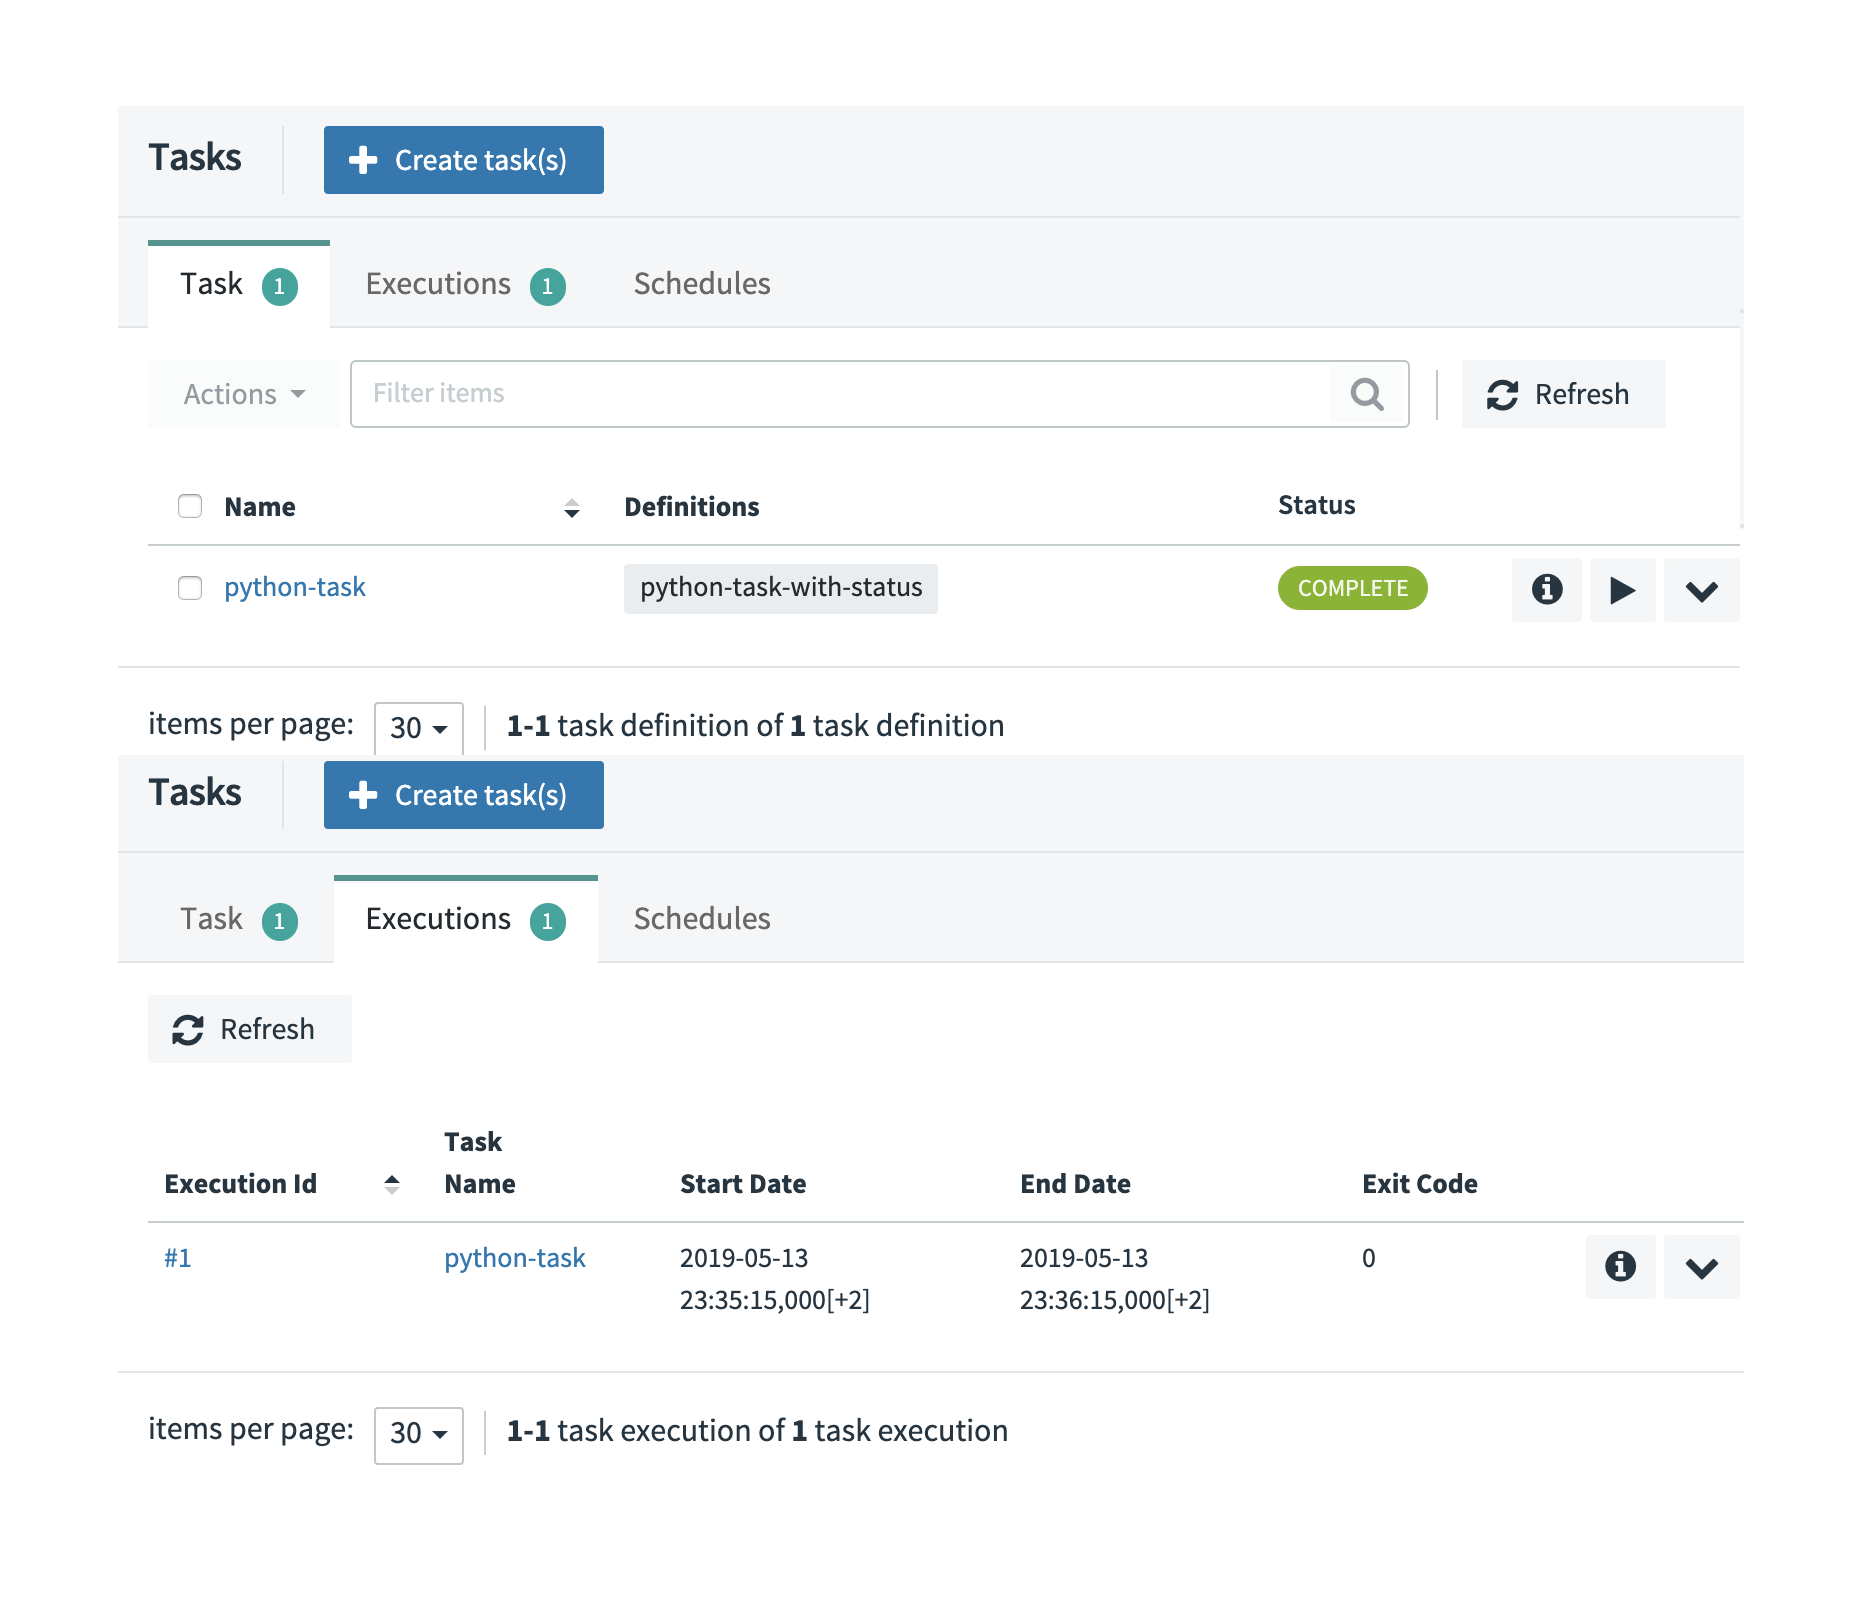 Tasks
Create task(s)
Task 1 Executions 1 Schedules
Actions Filter items Refresh
Name Definitions Status
python-task python-task-with-status COMPLETE
items per page: 30 1-1 task definition of 1 task definition
Tasks
Create task(s)
Task 1 Executions 1 Schedules
Refresh
Task
Execution Id Name Start Date End Date Exit Code
#1 python-task 2019-05-13 2019-05-13 0
23:35:15,000[+2] 23:36:15,000[+2]
items per page: 30 1-1 task execution of 1 task execution